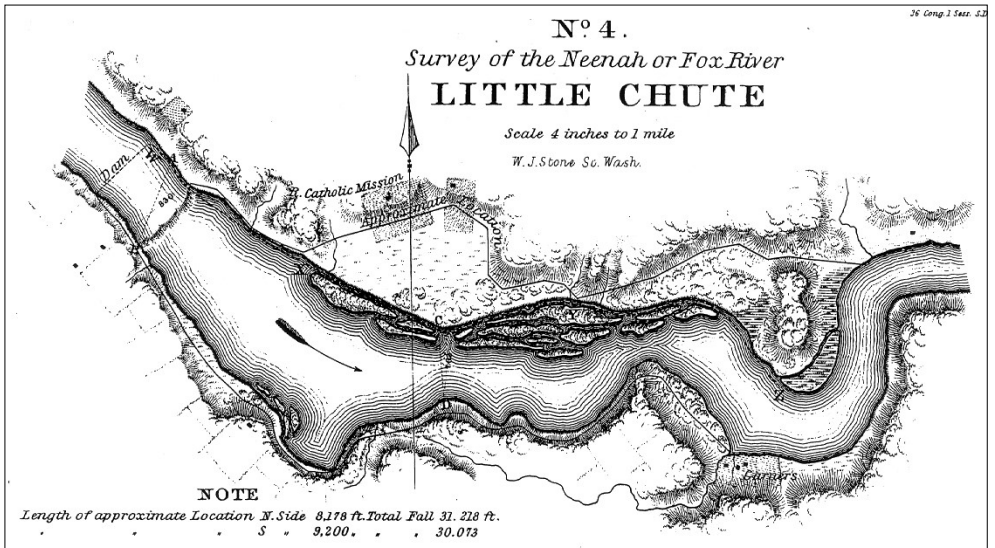 36 Cong. 1 Sess. S.D
Nº 4.
Survey of the Neenah or Fox River
LITTLE CHUTE
Scale 4 inches to 1 mile
W. J. Stone Sc. Wash.
Dam
R. Catholic Mission
Approximate Location
D
Garners
NOTE
Length of approximate Location N. Side 8,178 ft. Total Fall 31.218 ft.
" " " S " 9,200 " " " 30.073